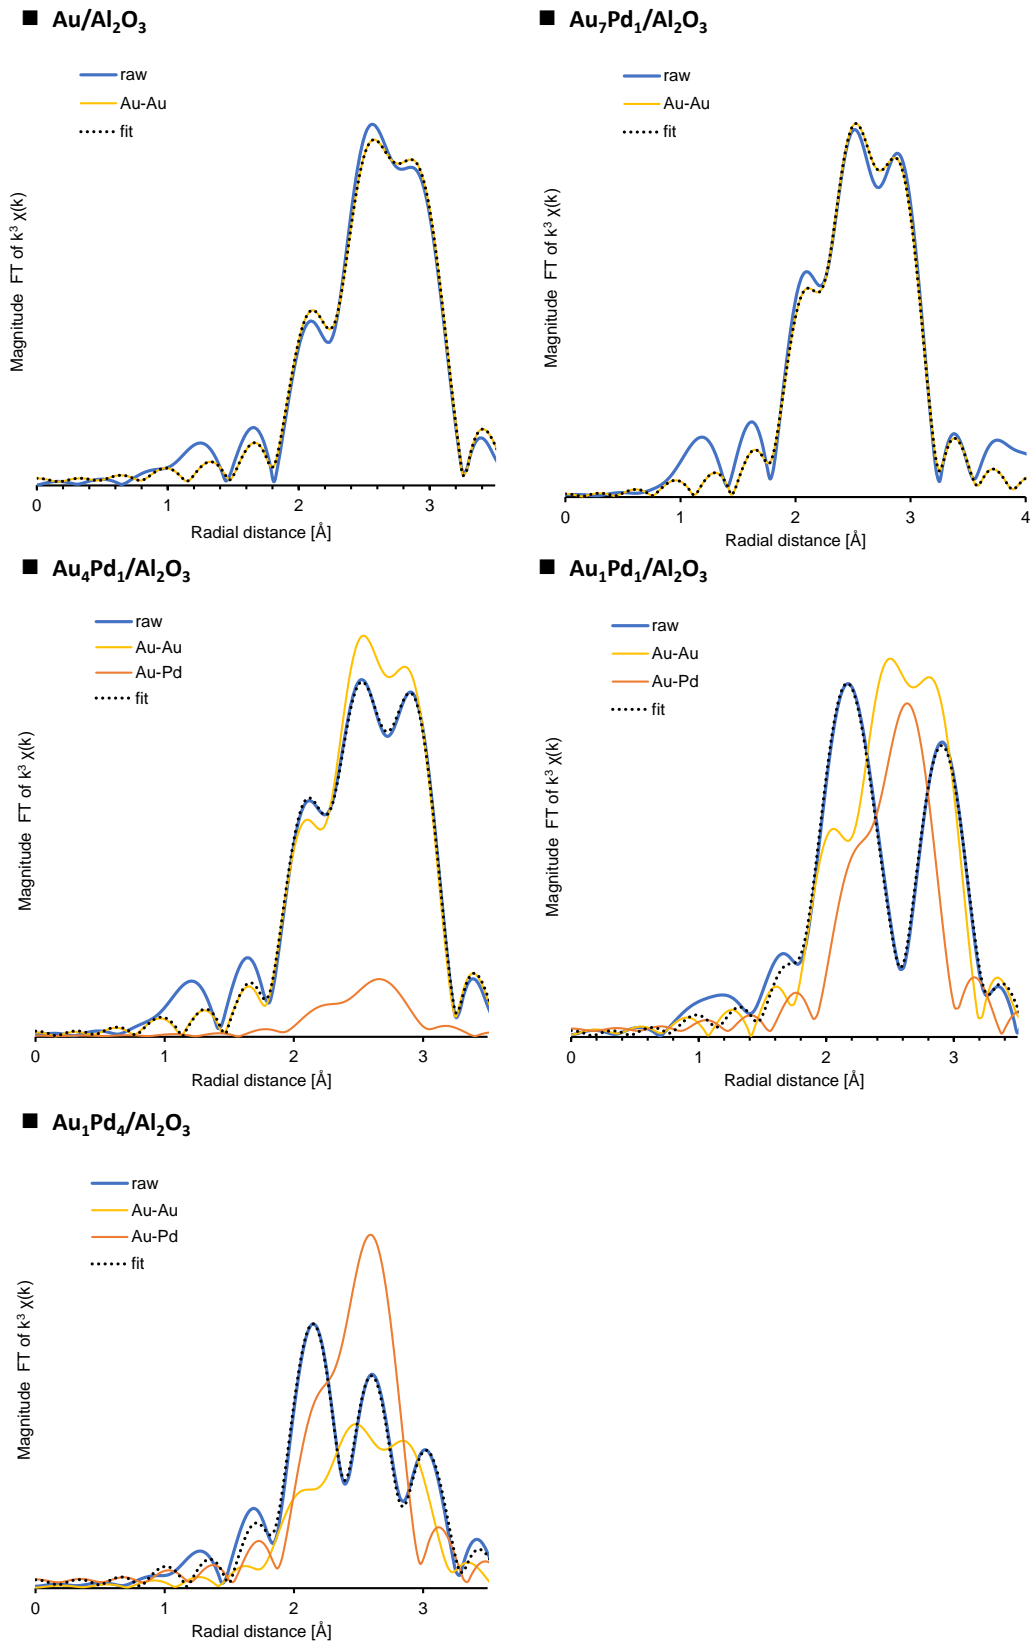 ■ Au/Al₂O₃
raw
Au-Au
fit
Magnitude FT of k³ χ(k)
0 1 2 3
Radial distance [Å]
■ Au₇Pd₁/Al₂O₃
raw
Au-Au
fit
Magnitude FT of k³ χ(k)
0 1 2 3 4
Radial distance [Å]
■ Au₄Pd₁/Al₂O₃
raw
Au-Au
Au-Pd
fit
Magnitude FT of k³ χ(k)
0 1 2 3
Radial distance [Å]
■ Au₁Pd₁/Al₂O₃
raw
Au-Au
Au-Pd
fit
Magnitude FT of k³ χ(k)
0 1 2 3
Radial distance [Å]
■ Au₁Pd₄/Al₂O₃
raw
Au-Au
Au-Pd
fit
Magnitude FT of k³ χ(k)
0 1 2 3
Radial distance [Å]